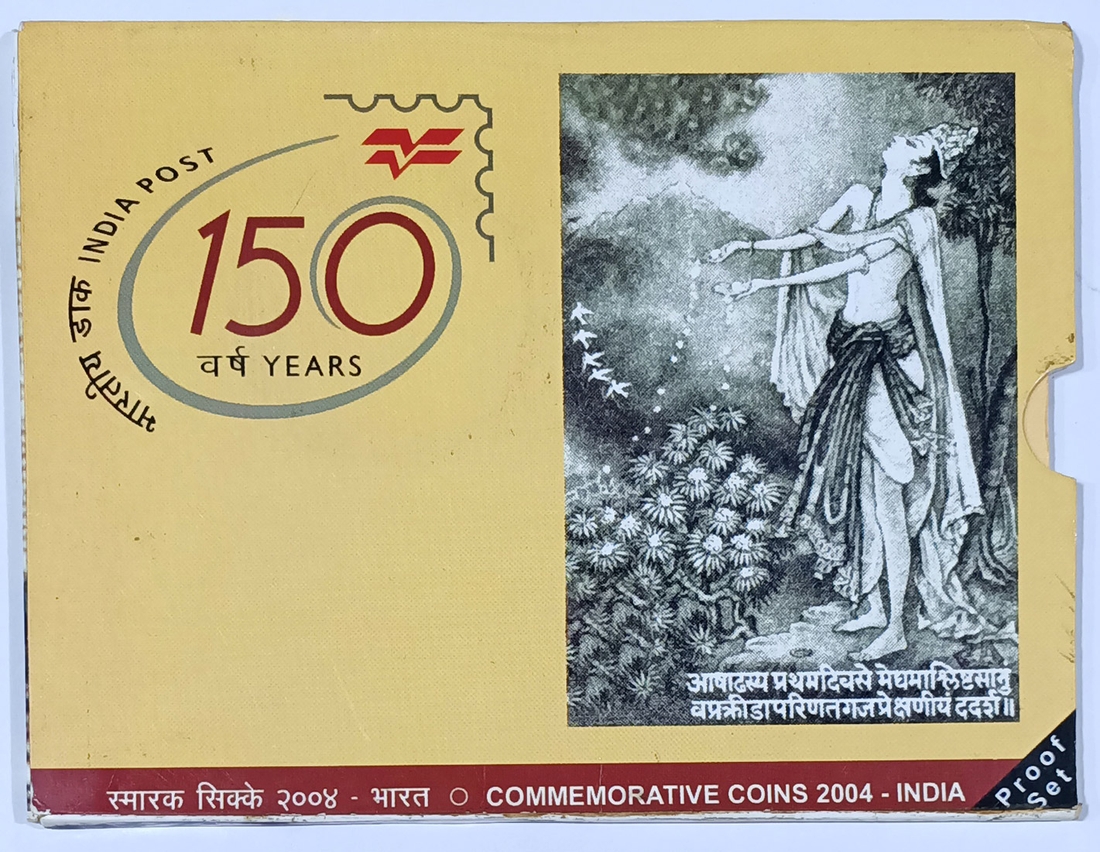 भारतीय डाक INDIA POST
150
वर्ष YEARS
आषाढस्य प्रथमदिवसे मेघमाश्लिष्टसानुं
वप्रक्रीडापरिणतगजप्रेक्षणीयं ददर्श॥
स्मारक सिक्के २००४ - भारत ○ COMMEMORATIVE COINS 2004 - INDIA
Proof
Set